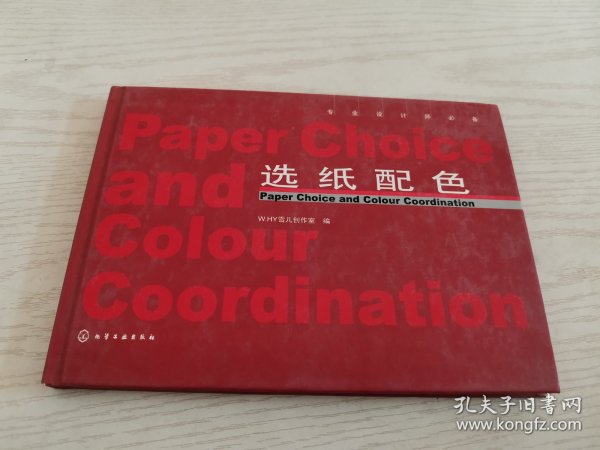 专业设计师必备
Paper Choice
and
Colour
Coordination
选纸配色
Paper Choice and Colour Coordination
W.HY雪儿创作室 编
化学工业出版社
孔夫子旧书网
www.kongfz.com